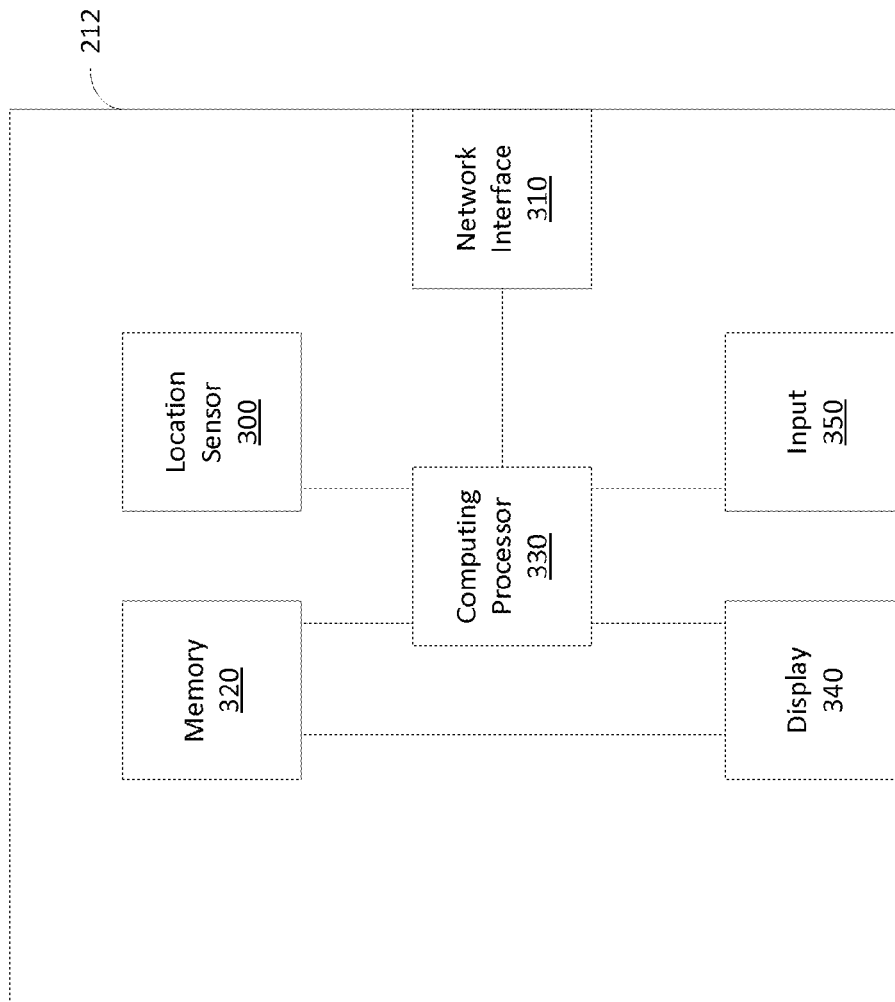 212
Network
Interface
310
Location
Sensor
300
Input
350
Computing
Processor
330
Memory
320
Display
340